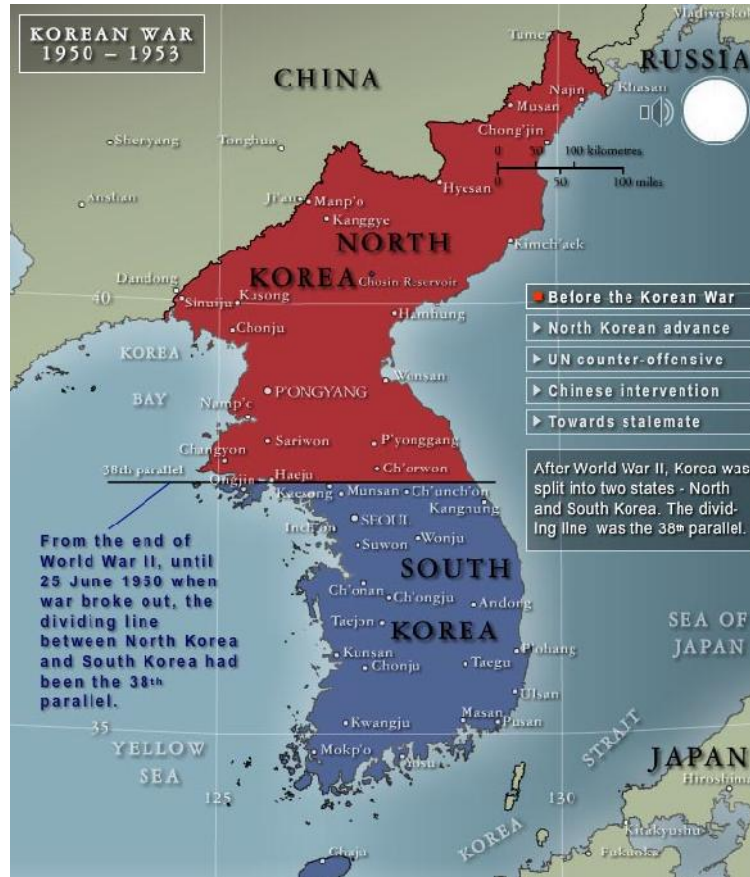 KOREAN WAR
1950 – 1953
CHINA
RUSSIA
Khasan
Najin
Musan
Chong'jin
0 50 100 kilometres
0 50 100 miles
Sheryang
Tonghua
Anshan
Ji'an
Manp'o
Kanggye
Hyesan
NORTH
KOREA
Chosin Reservoir
Kimch'aek
Dandong
40
Sinuiju
Kusong
Hamhung
Chonju
■ Before the Korean War
▶ North Korean advance
▶ UN counter-offensive
▶ Chinese intervention
▶ Towards stalemate
KOREA
BAY
P'ONGYANG
Wonsan
Sariwon
P'yonggang
Changyon
Ch'orwon
38th parallel
Ongjin
Haeju
Kaesong
Munsan
Ch'unch'on
Kangnung
After World War II, Korea was
split into two states - North
and South Korea. The divid-
ing line was the 38th parallel.
From the end of
World War II, until
25 June 1950 when
war broke out, the
dividing line
between North Korea
and South Korea had
been the 38th
parallel.
Inch'on
SEOUL
Suwon
Wonju
SOUTH
KOREA
Ch'onan
Ch'ongju
Andong
Taejon
SEA OF
JAPAN
Kunsan
Chonju
Taegu
P'ohang
Ulsan
Masan
Pusan
Kwangju
35
Mokp'o
Yosu
YELLOW
SEA
125
130
KOREA
STRAIT
JAPAN
Hiroshima
Kitakyushu
Fukuoka
Chaju